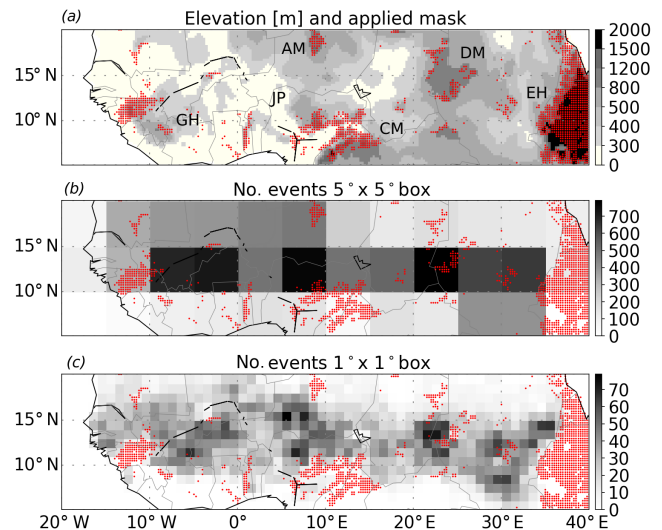 (a) Elevation [m] and applied mask
AM
DM
JP
EH
GH
CM
15°N
10°N
2000
1500
1200
800
500
300
0
(b) No. events 5°x 5°box
15°N
10°N
700
600
500
400
300
200
100
0
(c) No. events 1°x 1°box
15°N
10°N
70
60
50
40
30
20
10
0
20°W 10°W 0° 10°E 20°E 30°E 40°E